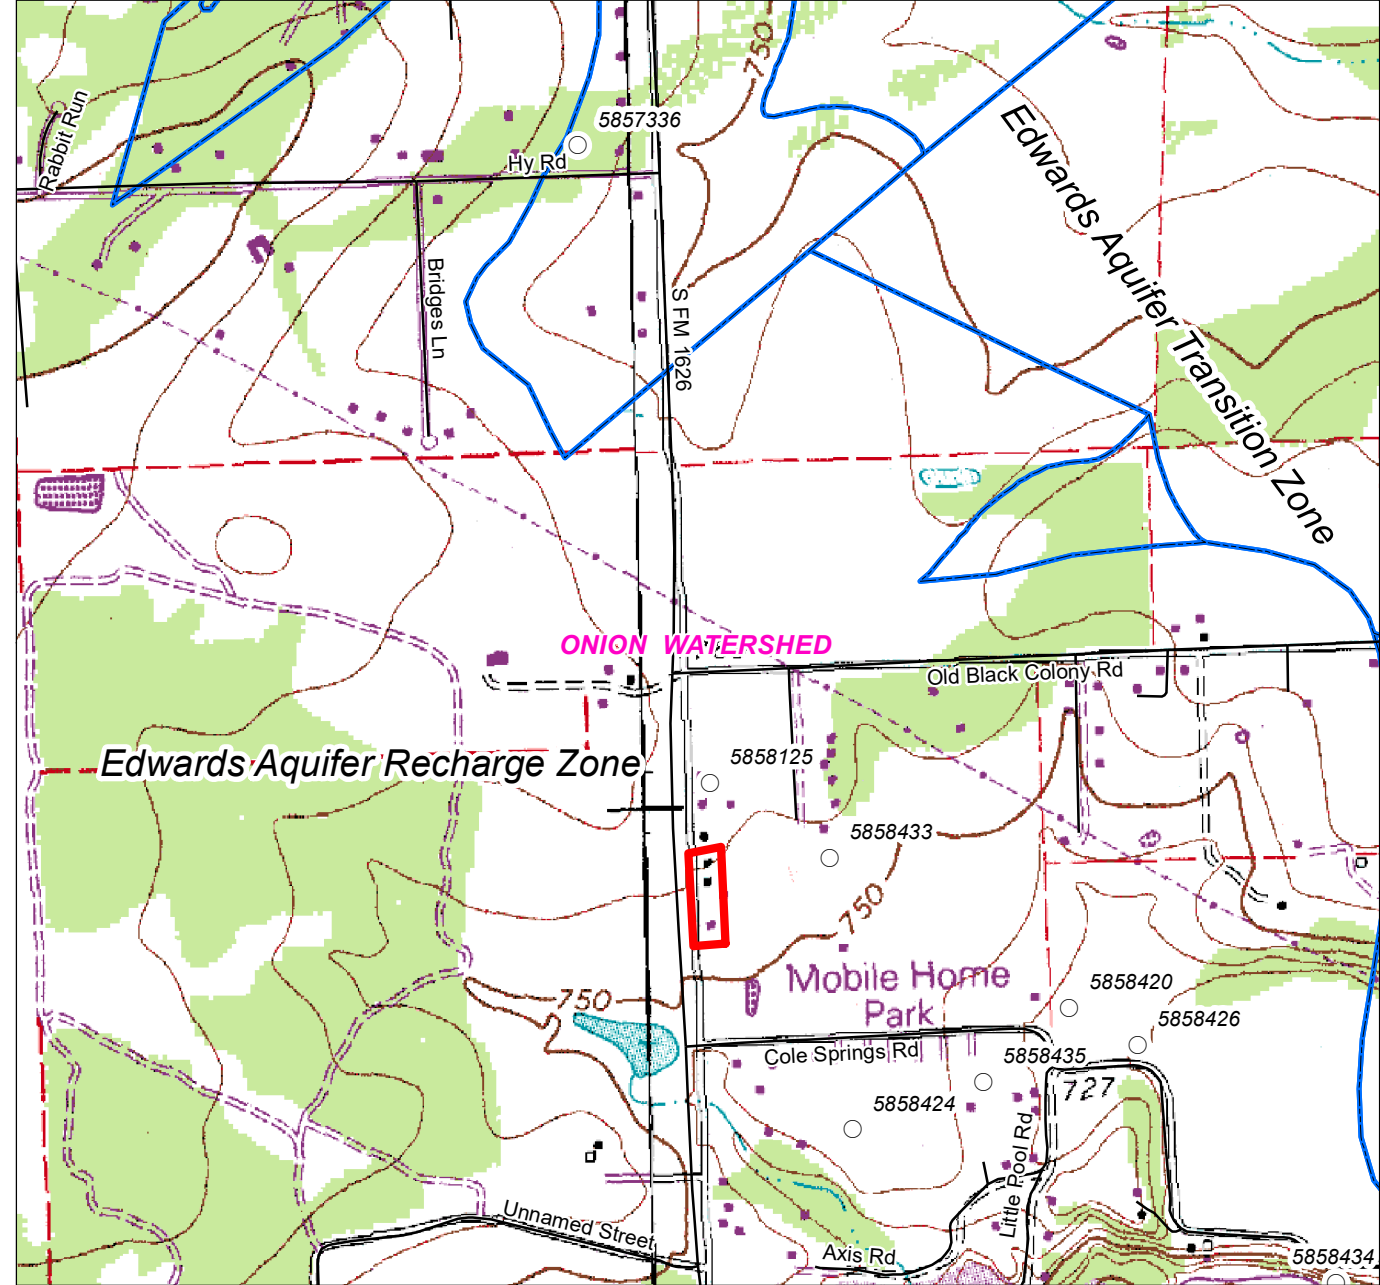 750
5857336
Rabbit Run
Hy Rd
Edwards Aquifer Transition Zone
Bridges Ln
S FM 1626
ONION WATERSHED
Old Black Colony Rd
Edwards Aquifer Recharge Zone
5858125
5858433
750
Mobile Home
Park
750
5858420
5858426
Cole Springs Rd
5858435
727
5858424
Little Pool Rd
Unnamed Street
Axis Rd
5858434